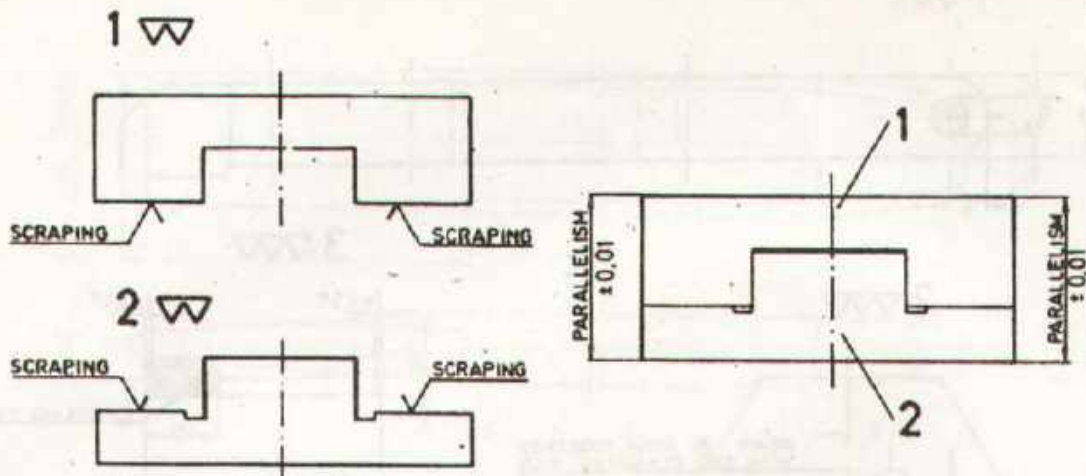 1
SCRAPING
SCRAPING
2
SCRAPING
SCRAPING
1
PARALLELISM
± 0,01
PARALLELISM
± 0,01
2